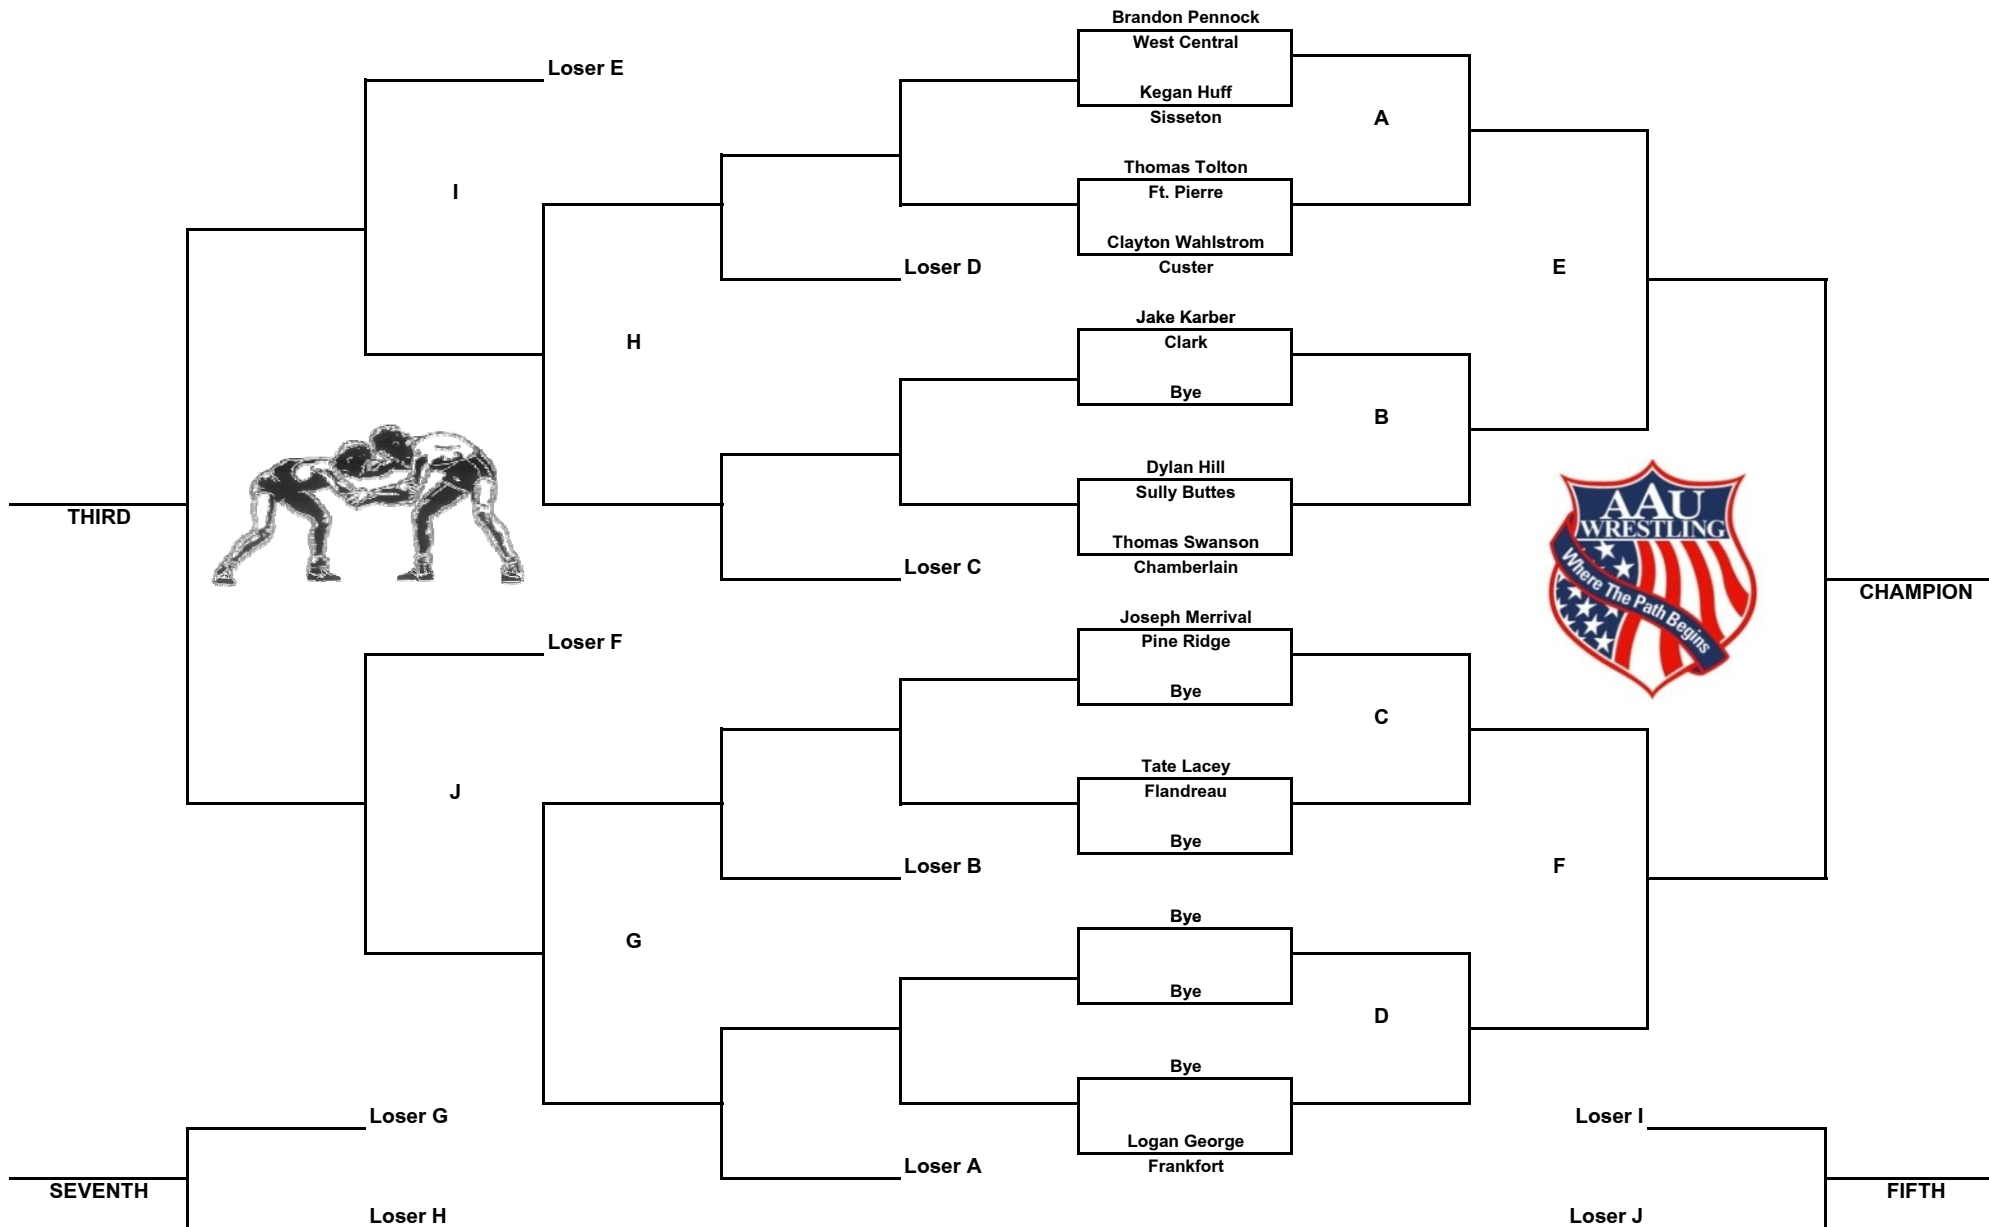 Brandon Pennock
West Central
Loser E
Kegan Huff
Sisseton
A
Thomas Tolton
I
Ft. Pierre
Clayton Wahlstrom
Loser D
Custer
E
Jake Karber
H
Clark
Bye
B
Dylan Hill
Sully Buttes
AAU
WRESTLING
Where The Path Begins
THIRD
Thomas Swanson
Loser C
Chamberlain
CHAMPION
Joseph Merrival
Loser F
Pine Ridge
Bye
C
Tate Lacey
J
Flandreau
Bye
Loser B
F
Bye
G
Bye
D
Bye
Loser G
Loser I
Logan George
Loser A
Frankfort
SEVENTH
FIFTH
Loser H
Loser J